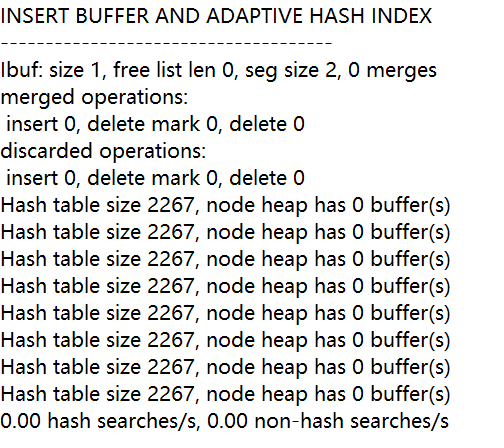 INSERT BUFFER AND ADAPTIVE HASH INDEX
-------------------------------------
Ibuf: size 1, free list len 0, seg size 2, 0 merges
merged operations:
 insert 0, delete mark 0, delete 0
discarded operations:
 insert 0, delete mark 0, delete 0
Hash table size 2267, node heap has 0 buffer(s)
Hash table size 2267, node heap has 0 buffer(s)
Hash table size 2267, node heap has 0 buffer(s)
Hash table size 2267, node heap has 0 buffer(s)
Hash table size 2267, node heap has 0 buffer(s)
Hash table size 2267, node heap has 0 buffer(s)
Hash table size 2267, node heap has 0 buffer(s)
Hash table size 2267, node heap has 0 buffer(s)
0.00 hash searches/s, 0.00 non-hash searches/s